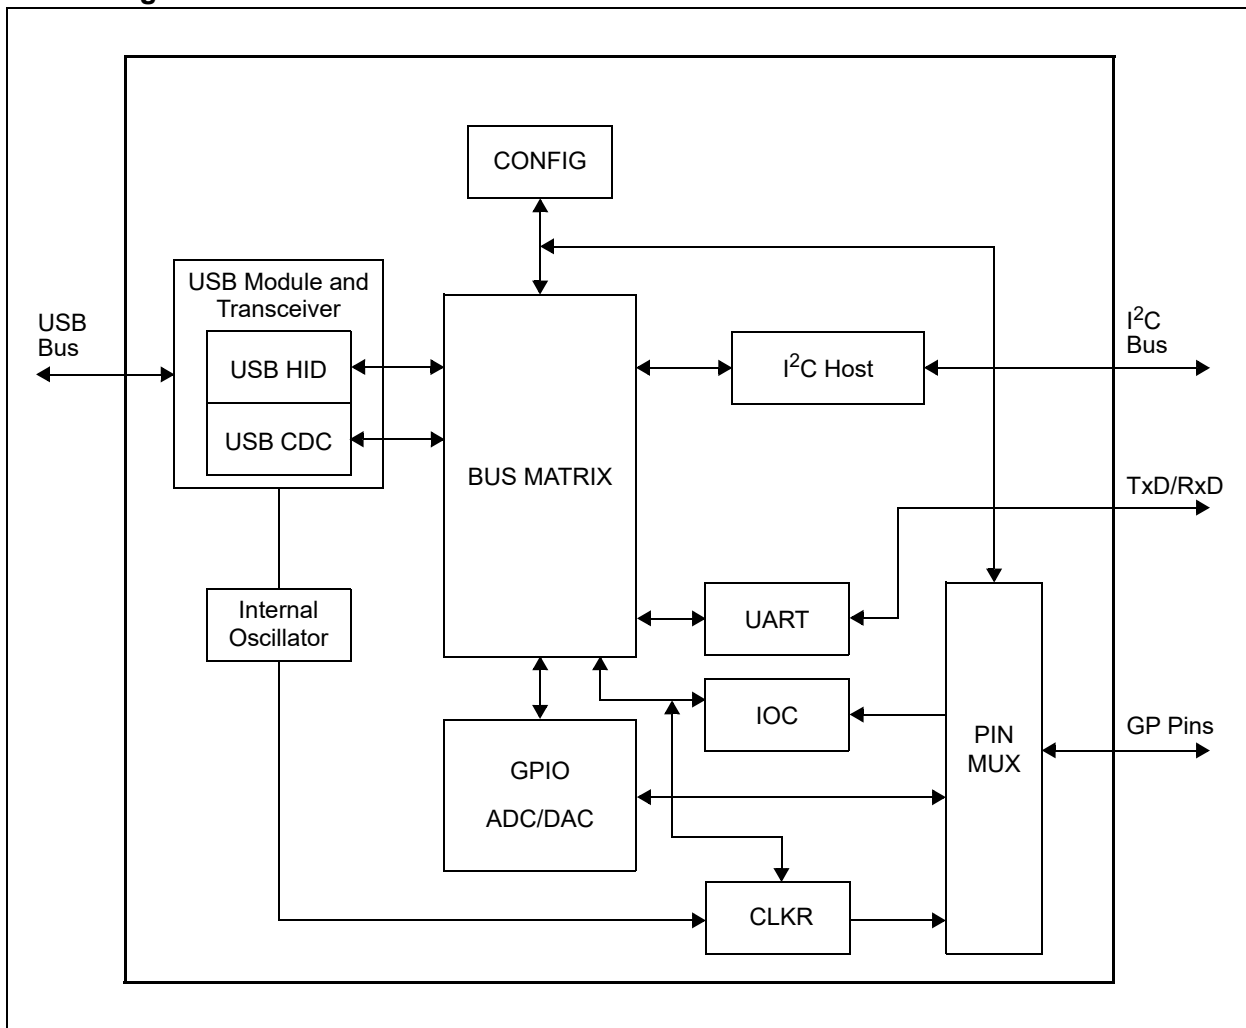 CONFIG
USB Module and
Transceiver
USB
Bus
USB HID
USB CDC
BUS MATRIX
I²C Host
I²C
Bus
TxD/RxD
Internal
Oscillator
UART
IOC
PIN
MUX
GP Pins
GPIO
ADC/DAC
CLKR